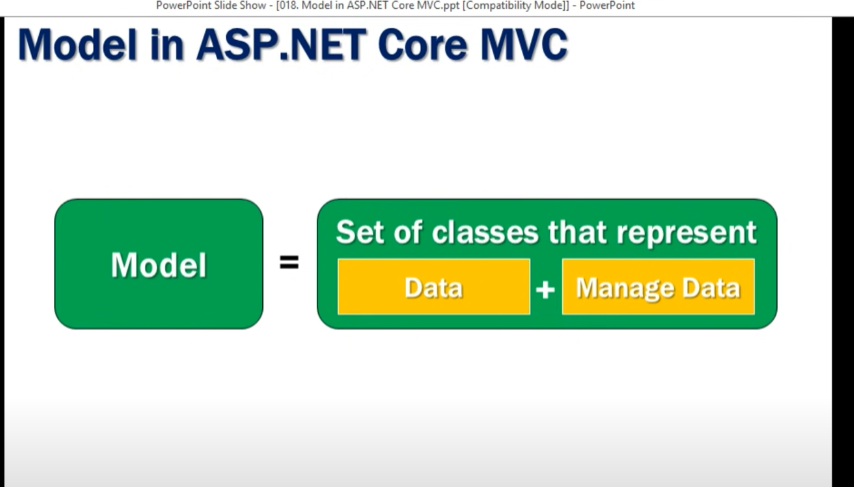 PowerPoint Slide Show - [018. Model in ASP.NET Core MVC.ppt [Compatibility Mode]] - PowerPoint
Model in ASP.NET Core MVC
Model
=
Set of classes that represent
Data + Manage Data